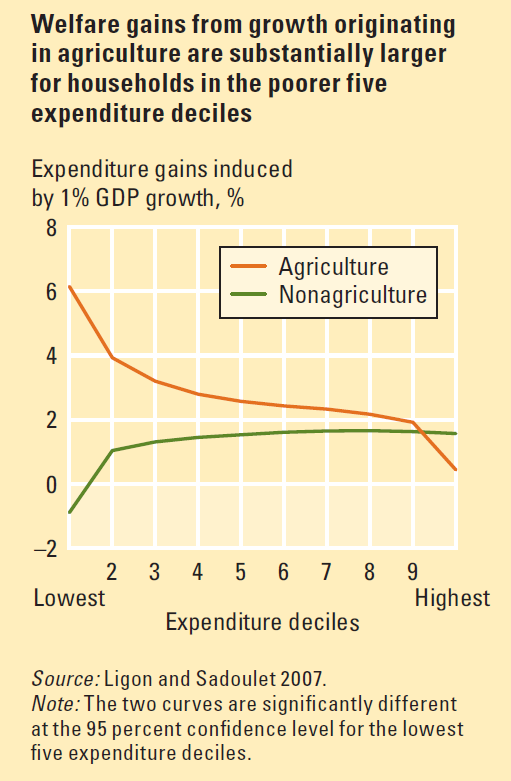 Welfare gains from growth originating
in agriculture are substantially larger
for households in the poorer five
expenditure deciles
Expenditure gains induced
by 1% GDP growth, %
8
6
4
2
0
–2
Agriculture
Nonagriculture
2 3 4 5 6 7 8 9
Lowest Highest
Expenditure deciles
Source: Ligon and Sadoulet 2007.
Note: The two curves are significantly different
at the 95 percent confidence level for the lowest
five expenditure deciles.